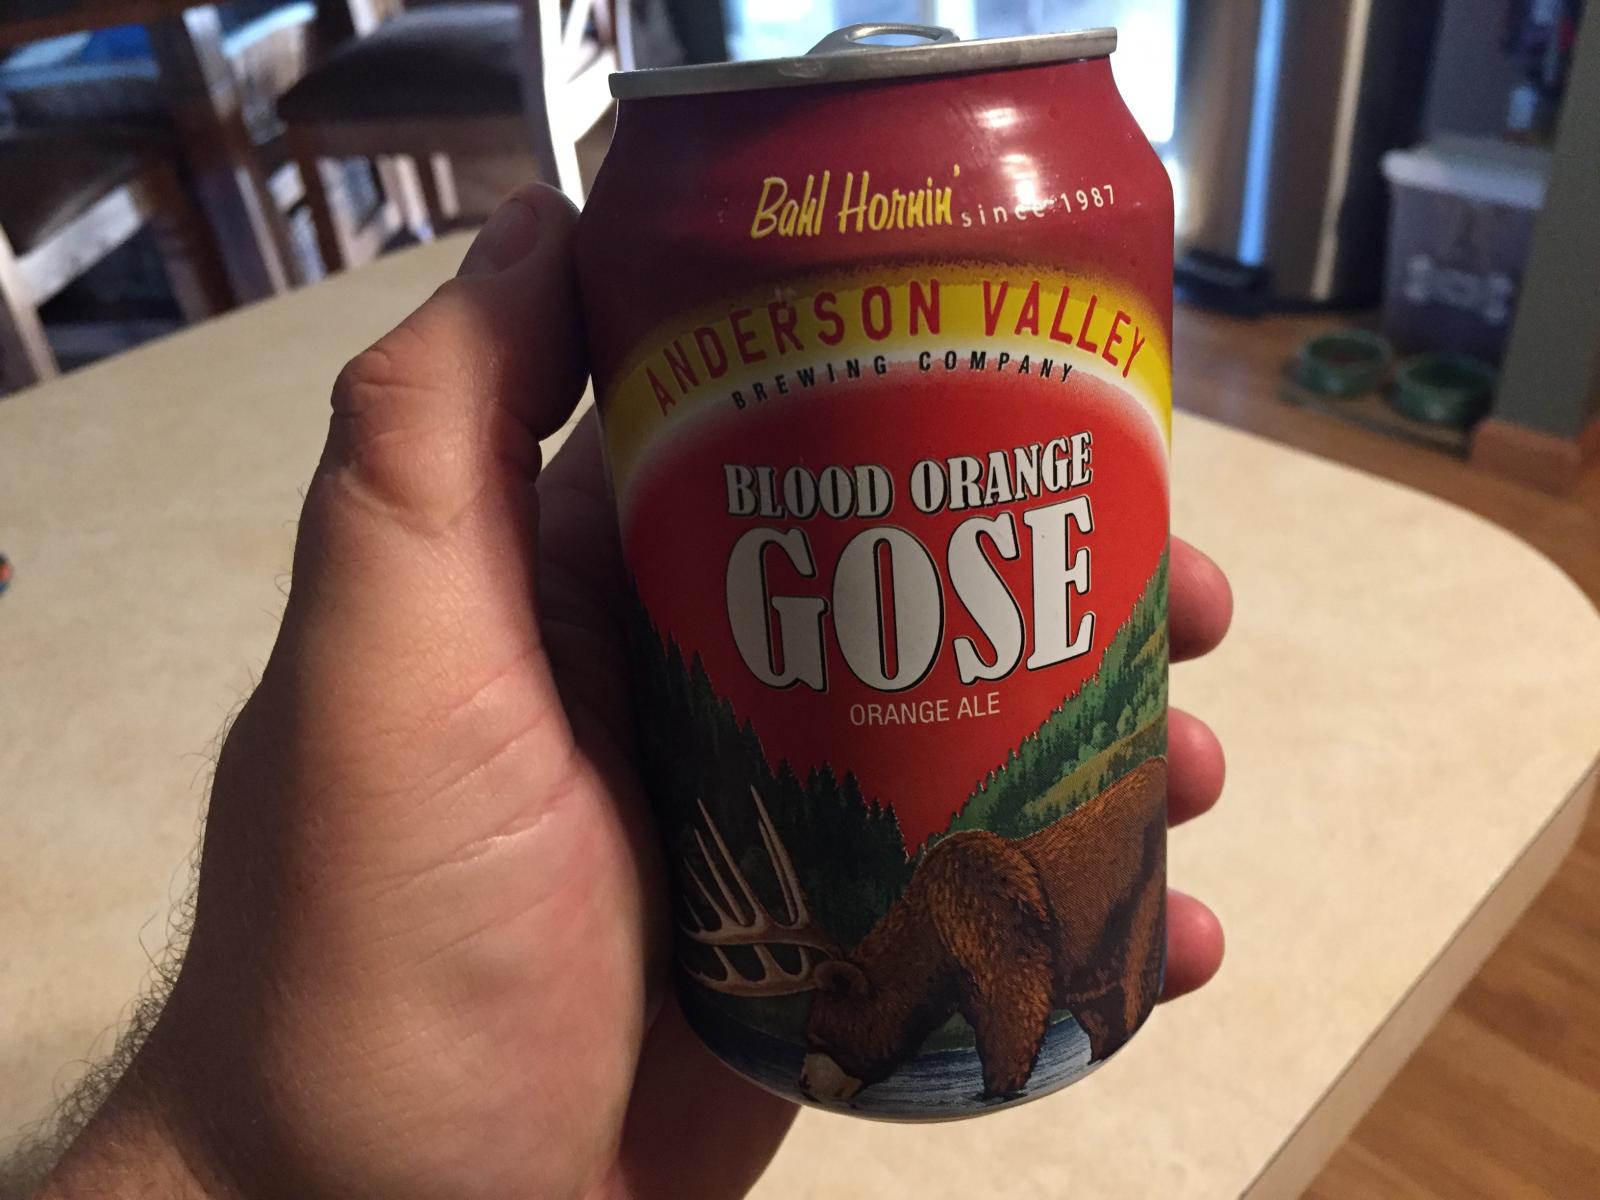 Bahl Hornin' since 1987
ANDERSON VALLEY
BREWING COMPANY
BLOOD ORANGE
GOSE
ORANGE ALE